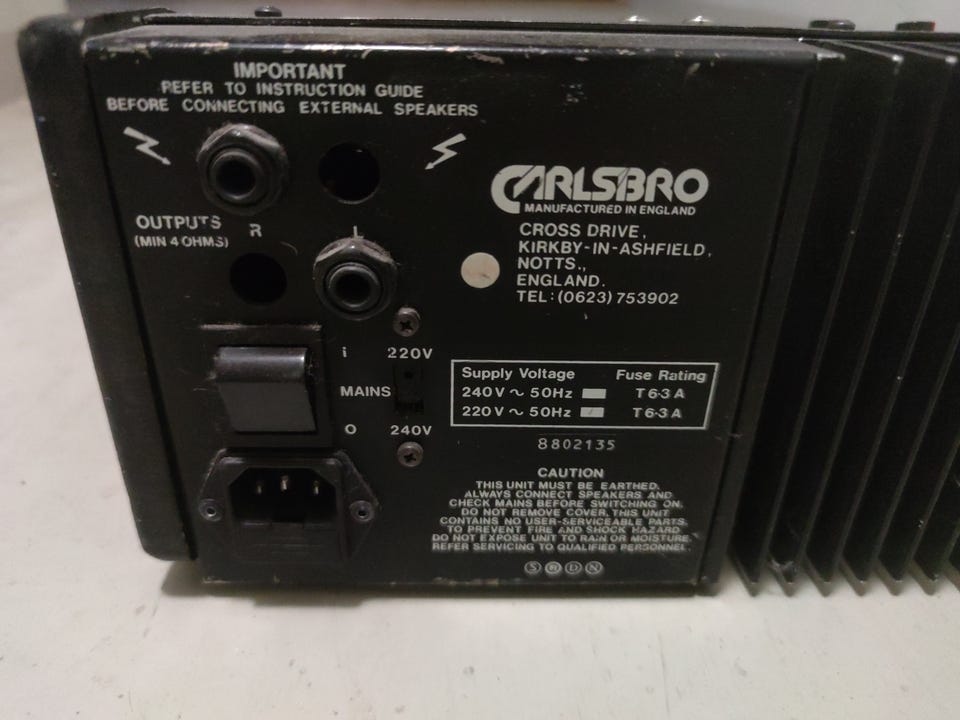 IMPORTANT
REFER TO INSTRUCTION GUIDE
BEFORE CONNECTING EXTERNAL SPEAKERS
OUTPUTS
(MIN 4 OHMS)
R
L
CARLSBRO
MANUFACTURED IN ENGLAND
CROSS DRIVE,
KIRKBY-IN-ASHFIELD,
NOTTS.,
ENGLAND.
TEL: (0623) 753902
i
220V
MAINS
O
240V
Supply Voltage Fuse Rating
240V ~ 50Hz T6·3A
220V ~ 50Hz T6·3A
8802135
CAUTION
THIS UNIT MUST BE EARTHED.
ALWAYS CONNECT SPEAKERS AND
CHECK MAINS BEFORE SWITCHING ON.
DO NOT REMOVE COVER. THIS UNIT
CONTAINS NO USER-SERVICEABLE PARTS.
TO PREVENT FIRE AND SHOCK HAZARD
DO NOT EXPOSE UNIT TO RAIN OR MOISTURE.
REFER SERVICING TO QUALIFIED PERSONNEL.
S D N